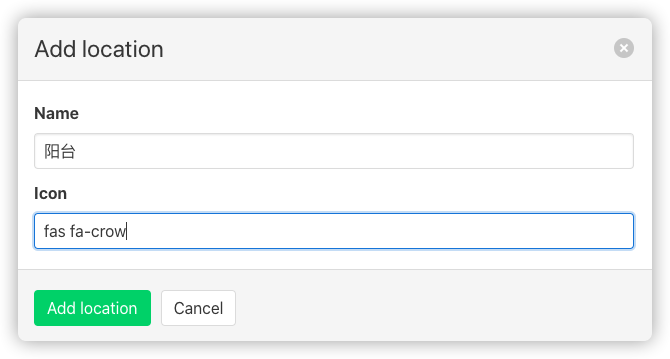 Add location
Name
阳台
Icon
fas fa-crow
Add location
Cancel